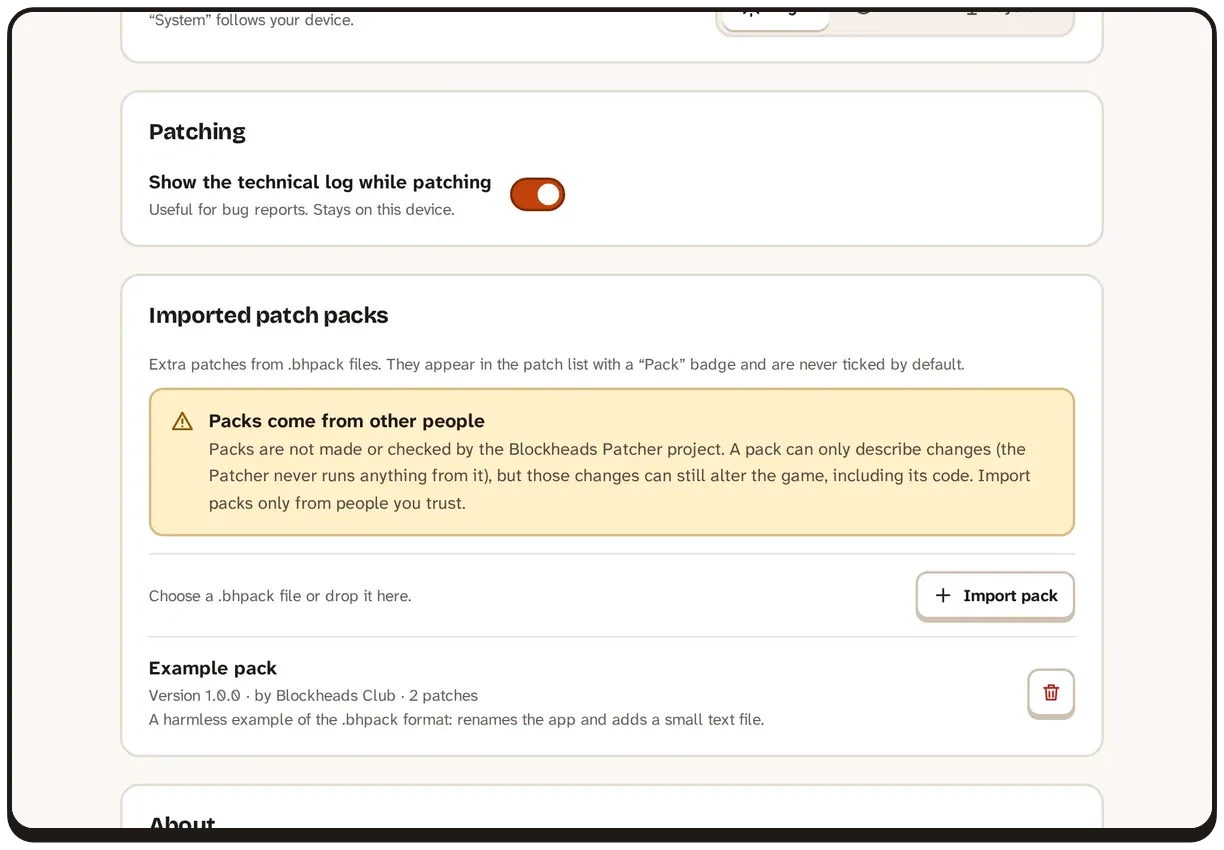 “System” follows your device.
Patching
Show the technical log while patching
Useful for bug reports. Stays on this device.
Imported patch packs
Extra patches from .bhpack files. They appear in the patch list with a “Pack” badge and are never ticked by default.
Packs come from other people
Packs are not made or checked by the Blockheads Patcher project. A pack can only describe changes (the
Patcher never runs anything from it), but those changes can still alter the game, including its code. Import
packs only from people you trust.
Choose a .bhpack file or drop it here.
Import pack
Example pack
Version 1.0.0 · by Blockheads Club · 2 patches
A harmless example of the .bhpack format: renames the app and adds a small text file.
About